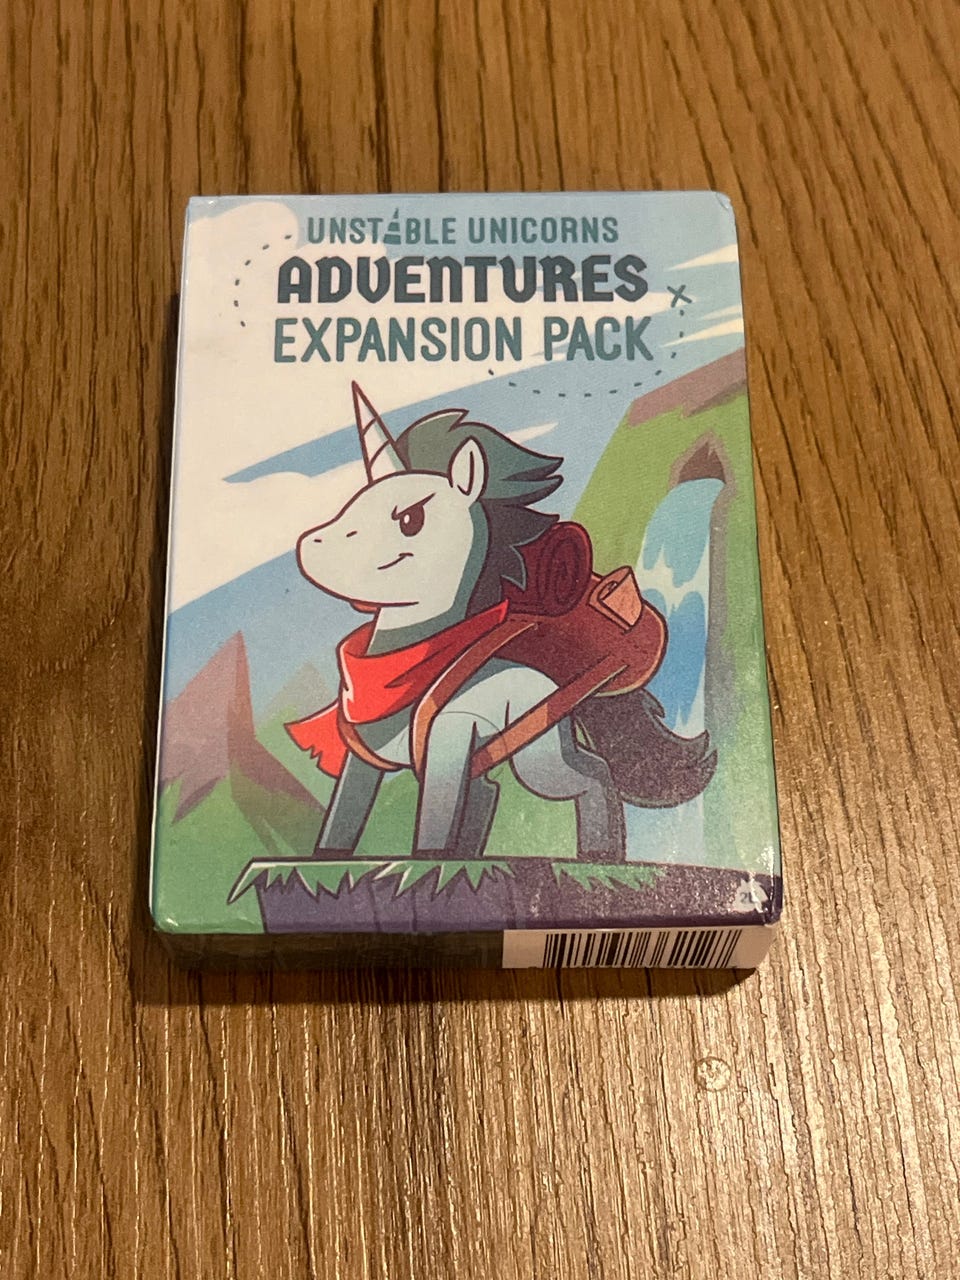 UNSTABLE UNICORNS
ADVENTURES
EXPANSION PACK